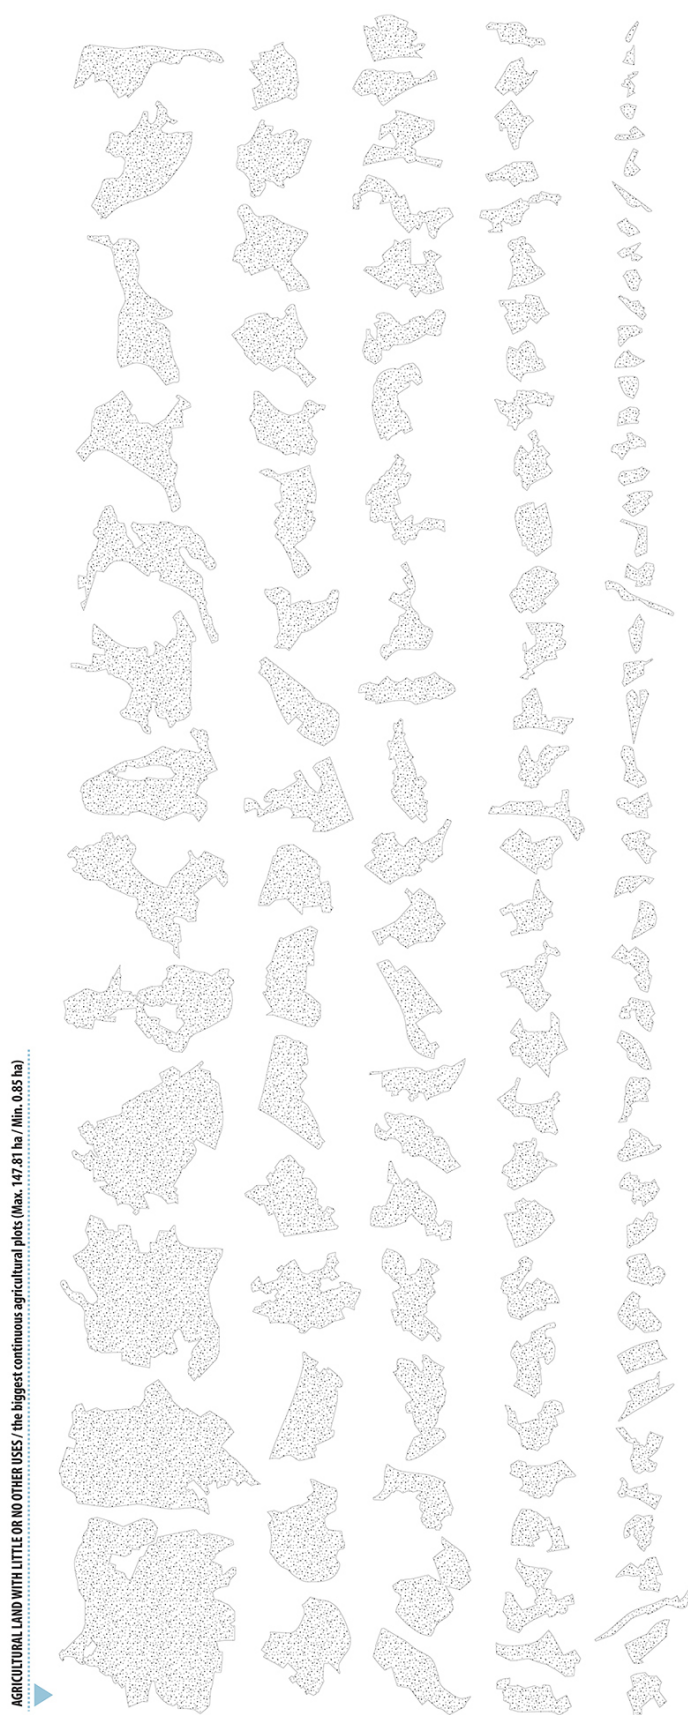 AGRICULTURAL LAND WITH LITTLE OR NO OTHER USES / the biggest continuous agricultural plots (Max. 147.81 ha / Min. 0.85 ha)